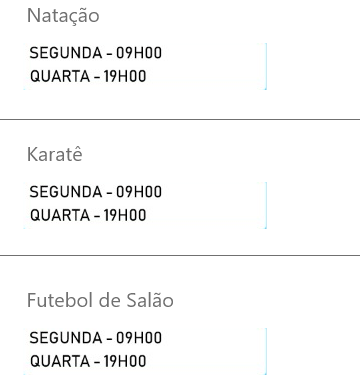 Natação
SEGUNDA - 09H00
QUARTA - 19H00
Karatê
SEGUNDA - 09H00
QUARTA - 19H00
Futebol de Salão
SEGUNDA - 09H00
QUARTA - 19H00